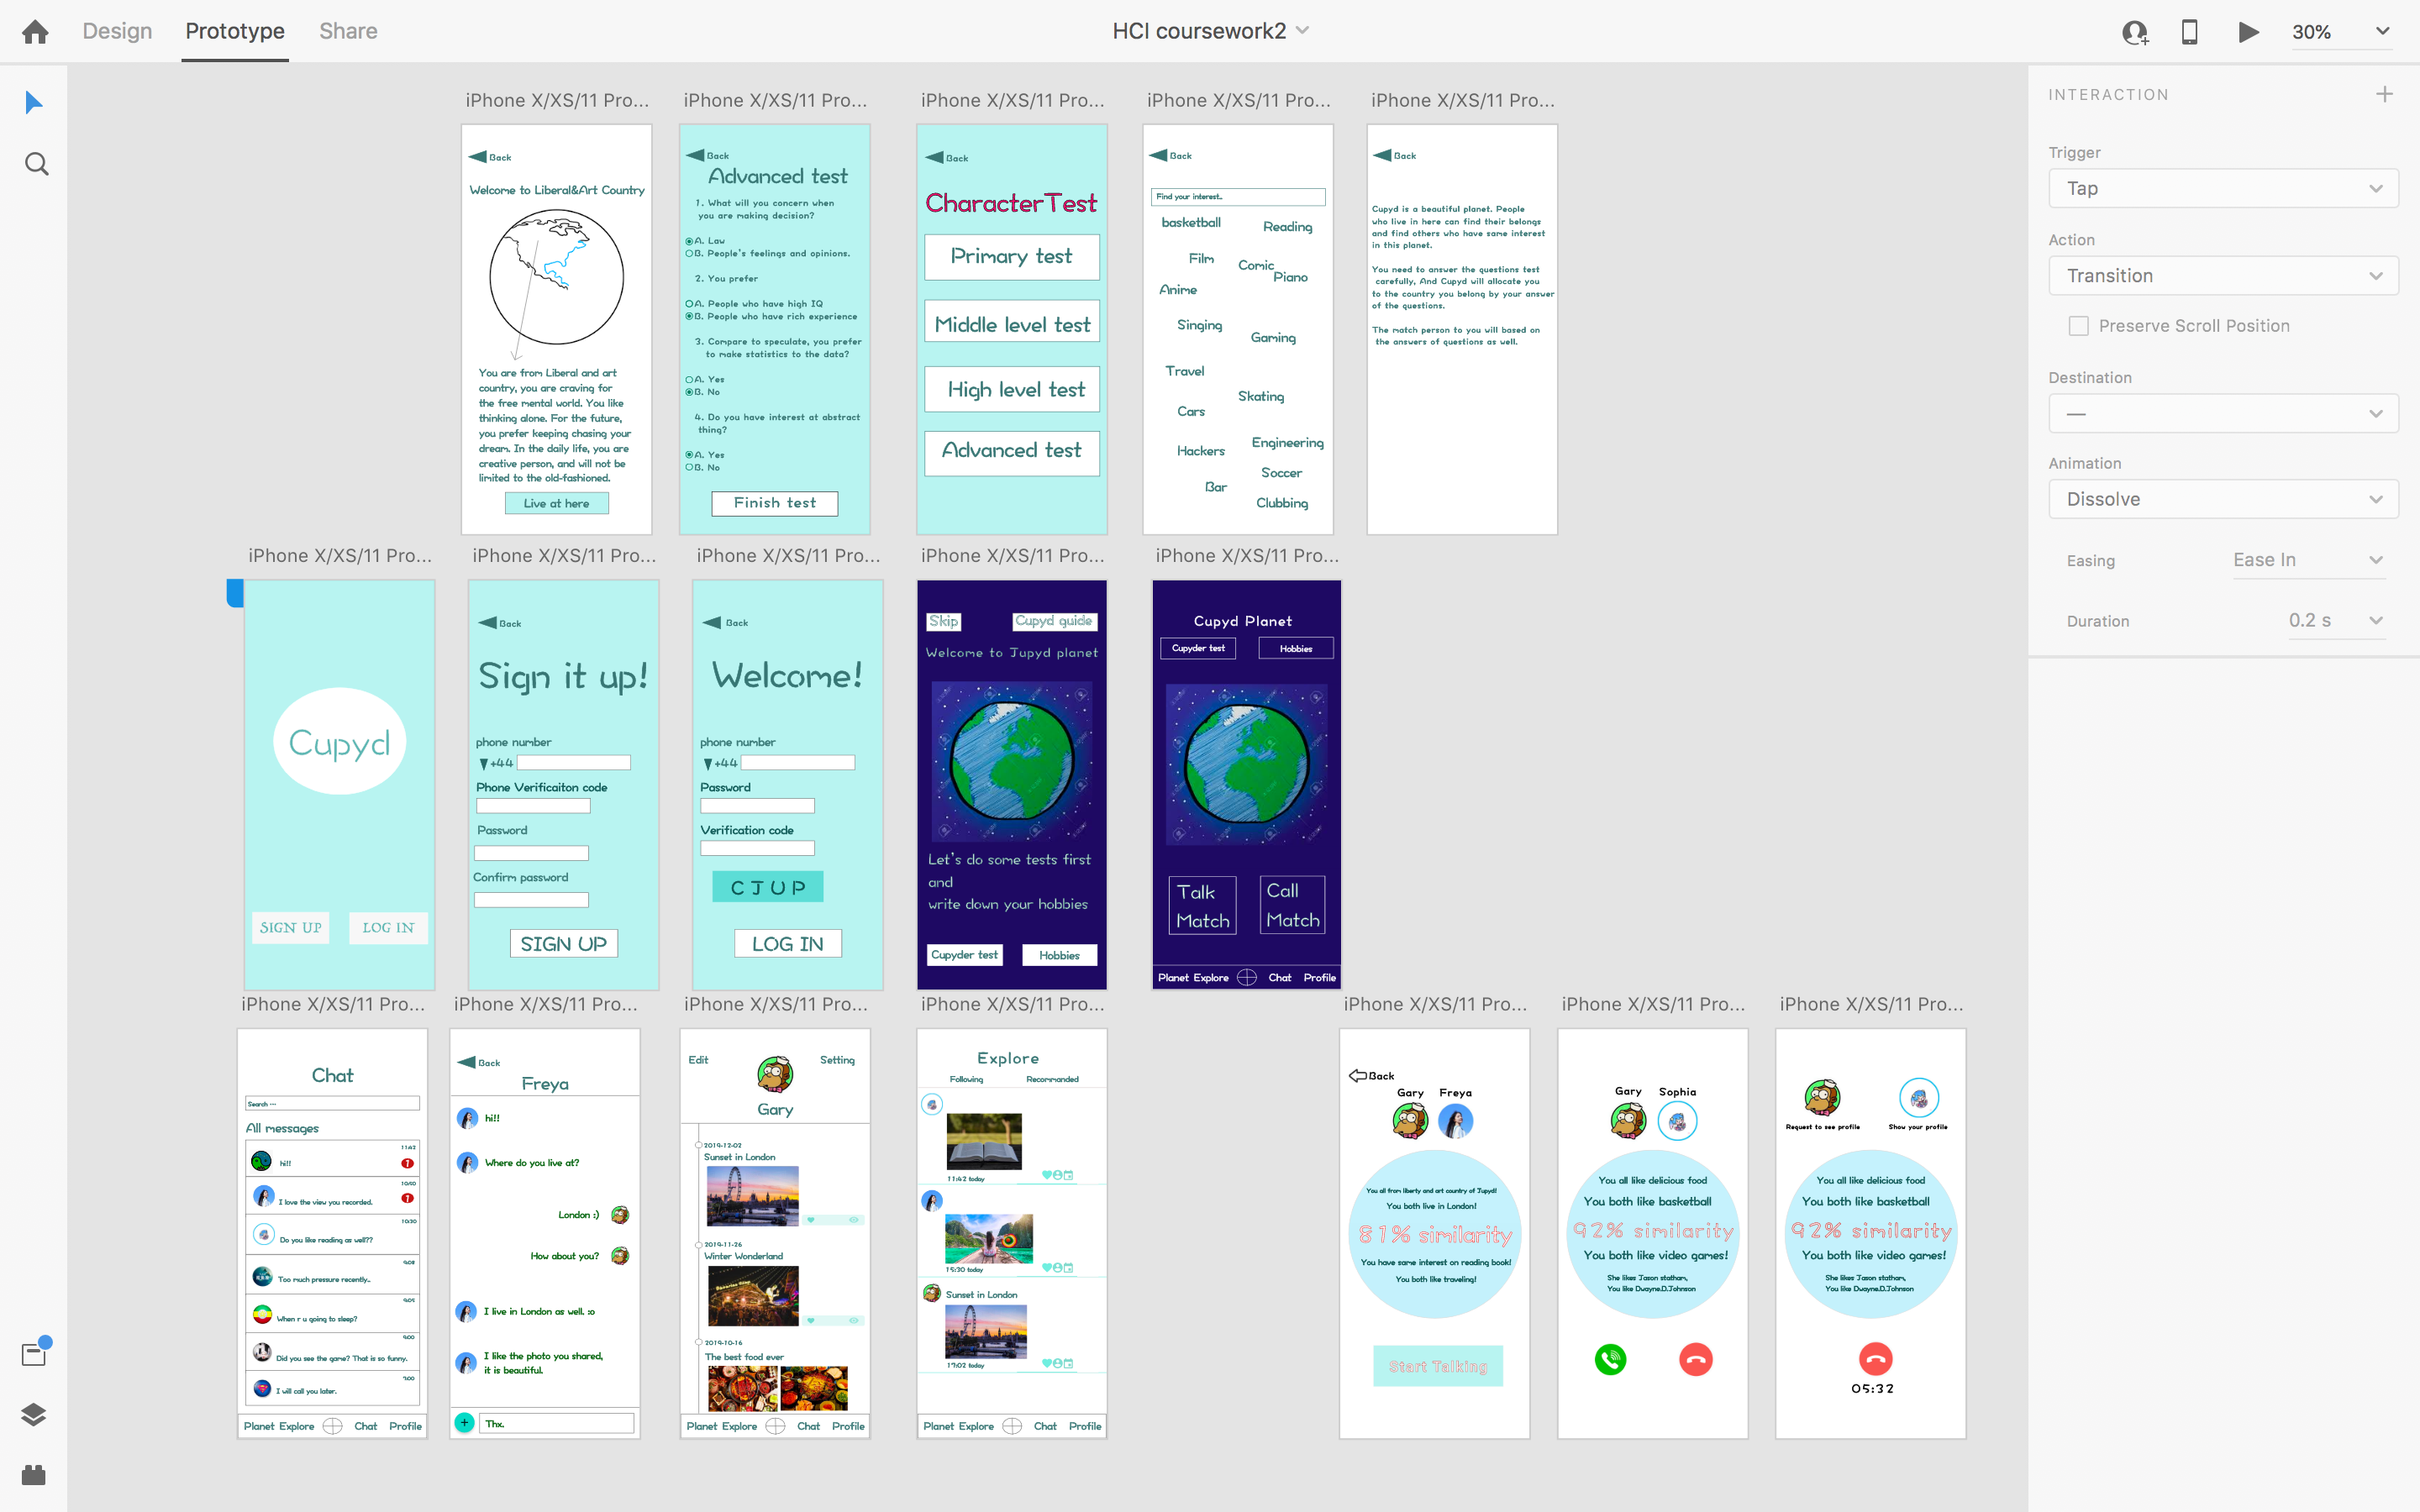 Design Prototype Share
HCI coursework2
30%
INTERACTION
Trigger
Tap
Action
Transition
Preserve Scroll Position
Destination
—
Animation
Dissolve
Easing Ease In
Duration 0.2 s
iPhone X/XS/11 Pro...
Back
Welcome to Liberal&Art Country
You are from Liberal and art
country, you are craving for
the free mental world. You like
thinking alone. For the future,
you prefer keeping chasing your
dream. In the daily life, you are
creative person, and will not be
limited to the old-fashioned.
Live at here
iPhone X/XS/11 Pro...
Back
Advanced test
1. What will you concern when
you are making decision?
A. Law
B. People's feelings and opinions.
2. You prefer
A. People who have high IQ
B. People who have rich experience
3. Compare to speculate, you prefer
to make statistics to the data?
A. Yes
B. No
4. Do you have interest at abstract
thing?
A. Yes
B. No
Finish test
iPhone X/XS/11 Pro...
Back
CharacterTest
Primary test
Middle level test
High level test
Advanced test
iPhone X/XS/11 Pro...
Back
Find your interest..
basketball
Reading
Film
Comic
Piano
Anime
Singing
Gaming
Travel
Skating
Cars
Engineering
Hackers
Soccer
Bar
Clubbing
iPhone X/XS/11 Pro...
Back
Cupyd is a beautiful planet. People
who live in here can find their belongs
and find others who have same interest
in this planet.
You need to answer the questions test
carefully, And Cupyd will allocate you
to the country you belong by your answer
of the questions.
The match person to you will based on
the answers of questions as well.
iPhone X/XS/11 Pro...
Cupyd
SIGN UP LOG IN
iPhone X/XS/11 Pro...
Back
Sign it up!
phone number
+44
Phone Verificaiton code
Password
Confirm password
SIGN UP
iPhone X/XS/11 Pro...
Back
Welcome!
phone number
+44
Password
Verification code
CJUP
LOG IN
iPhone X/XS/11 Pro...
Skip Cupyd guide
Welcome to Jupyd planet
Let's do some tests first
and
write down your hobbies
Cupyder test Hobbies
iPhone X/XS/11 Pro...
Cupyd Planet
Cupyder test Hobbies
Talk
Match
Call
Match
Planet Explore Chat Profile
iPhone X/XS/11 Pro...
Chat
Search ---
All messages
11:42
hi!! 1
10:50
I love the view you recorded. 1
10:30
Do you like reading as well??
Too much pressure recently..
When r u going to sleep?
Did you see the game? That is so funny.
I will call you later.
Planet Explore Chat Profile
iPhone X/XS/11 Pro...
Back
Freya
hi!!
Where do you live at?
London :)
How about you?
I live in London as well. :o
I like the photo you shared,
it is beautiful.
+ Thx.
iPhone X/XS/11 Pro...
Edit Setting
Gary
2019-12-02
Sunset in London
2019-11-26
Winter Wonderland
2019-10-16
The best food ever
Planet Explore Chat Profile
iPhone X/XS/11 Pro...
Explore
Following Recommanded
11:42 today
15:30 today
Sunset in London
17:02 today
Planet Explore Chat Profile
iPhone X/XS/11 Pro...
Back
Gary Freya
You all from liberty and art country of Jupyd!
You both live in London!
81% similarity
You have same interest on reading book!
You both like traveling!
Start Talking
iPhone X/XS/11 Pro...
Gary Sophia
You all like delicious food
You both like basketball
92% similarity
You both like video games!
She likes Jason statham,
You like Dwayne.D.Johnson
iPhone X/XS/11 Pro...
Request to see profile Show your profile
You all like delicious food
You both like basketball
92% similarity
You both like video games!
She likes Jason statham,
You like Dwayne.D.Johnson
05:32